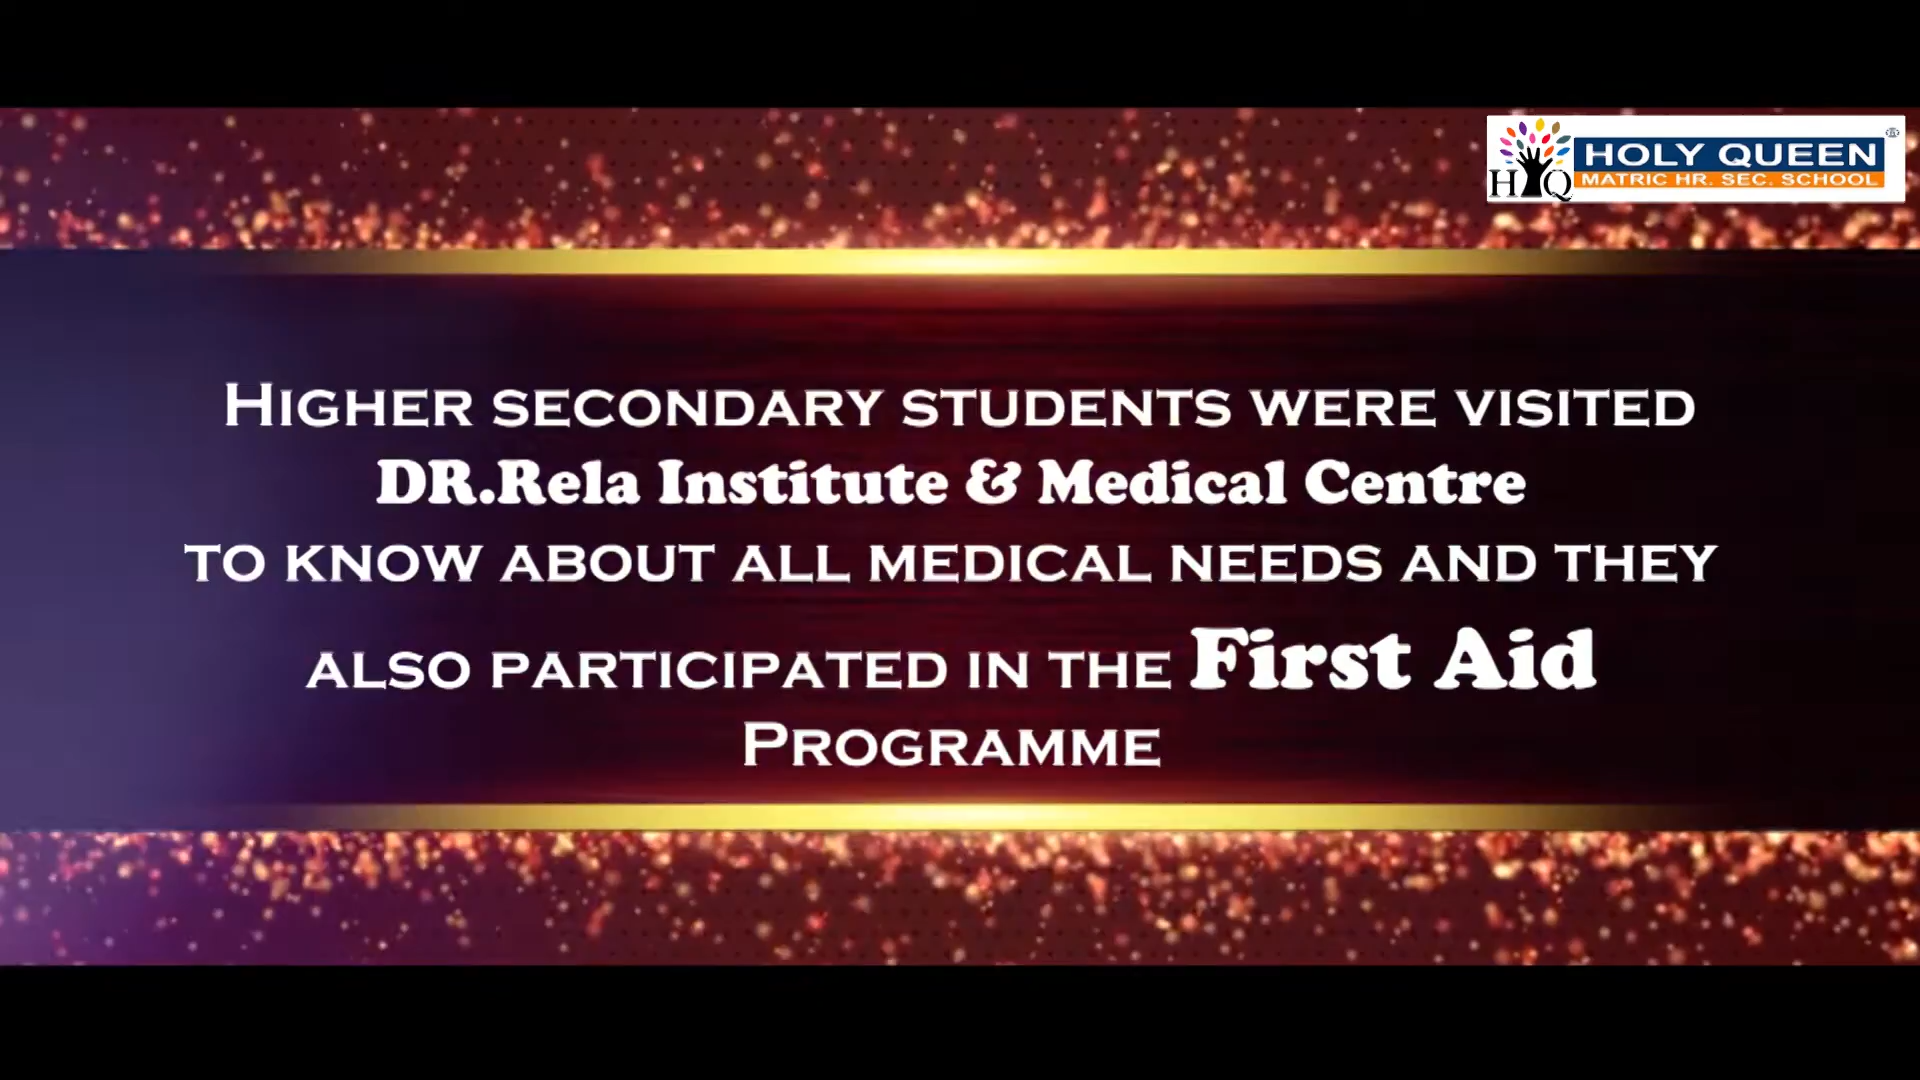 HQ HOLY QUEEN
MATRIC HR. SEC. SCHOOL
HIGHER SECONDARY STUDENTS WERE VISITED
DR.Rela Institute & Medical Centre
TO KNOW ABOUT ALL MEDICAL NEEDS AND THEY
ALSO PARTICIPATED IN THE First Aid
PROGRAMME